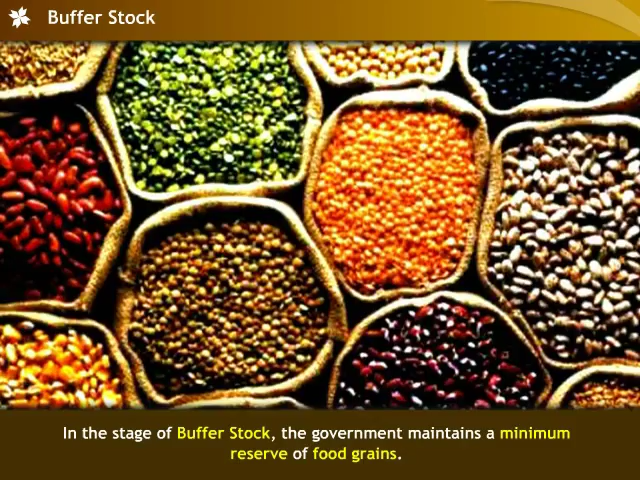 Buffer Stock
In the stage of Buffer Stock, the government maintains a minimum
reserve of food grains.